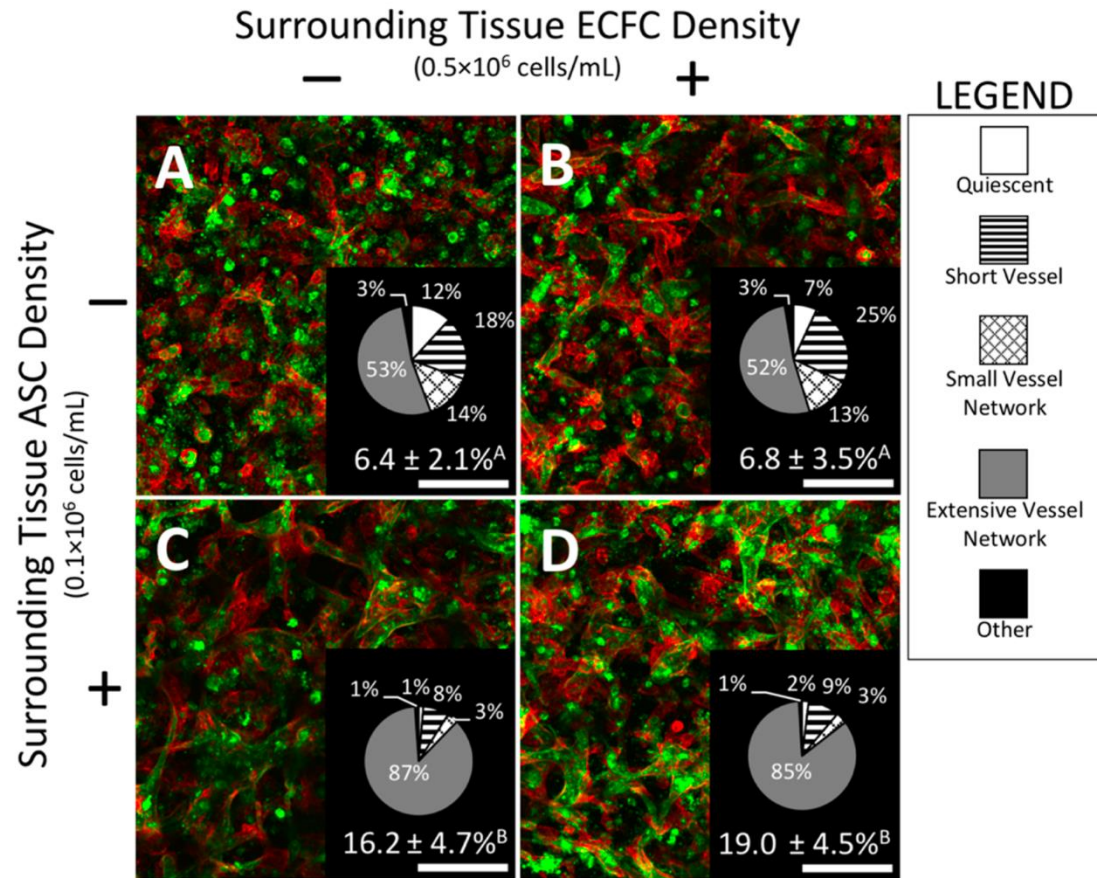 Surrounding Tissue ECFC Density
(0.5×10⁶ cells/mL)
− +
Surrounding Tissue ASC Density
(0.1×10⁶ cells/mL)
−
+
A
3% 12%
18%
53%
14%
6.4 ± 2.1%ᴬ
B
3% 7%
25%
52%
13%
6.8 ± 3.5%ᴬ
C
1% 1% 8%
3%
87%
16.2 ± 4.7%ᴮ
D
1% 2% 9%
3%
85%
19.0 ± 4.5%ᴮ
LEGEND
Quiescent
Short Vessel
Small Vessel
Network
Extensive Vessel
Network
Other